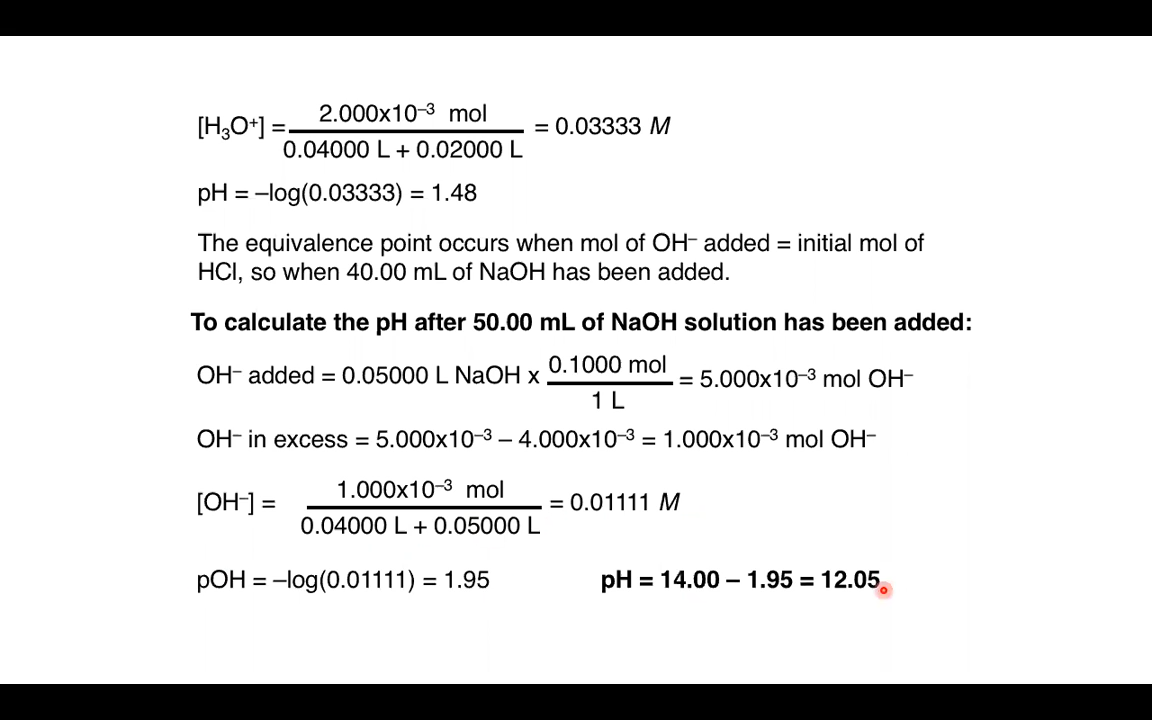 [H₃O⁺] = 2.000x10⁻³ mol / 0.04000 L + 0.02000 L = 0.03333 M
pH = –log(0.03333) = 1.48
The equivalence point occurs when mol of OH⁻ added = initial mol of
HCl, so when 40.00 mL of NaOH has been added.
To calculate the pH after 50.00 mL of NaOH solution has been added:
OH⁻ added = 0.05000 L NaOH x 0.1000 mol / 1 L = 5.000x10⁻³ mol OH⁻
OH⁻ in excess = 5.000x10⁻³ – 4.000x10⁻³ = 1.000x10⁻³ mol OH⁻
[OH⁻] = 1.000x10⁻³ mol / 0.04000 L + 0.05000 L = 0.01111 M
pOH = –log(0.01111) = 1.95 pH = 14.00 – 1.95 = 12.05